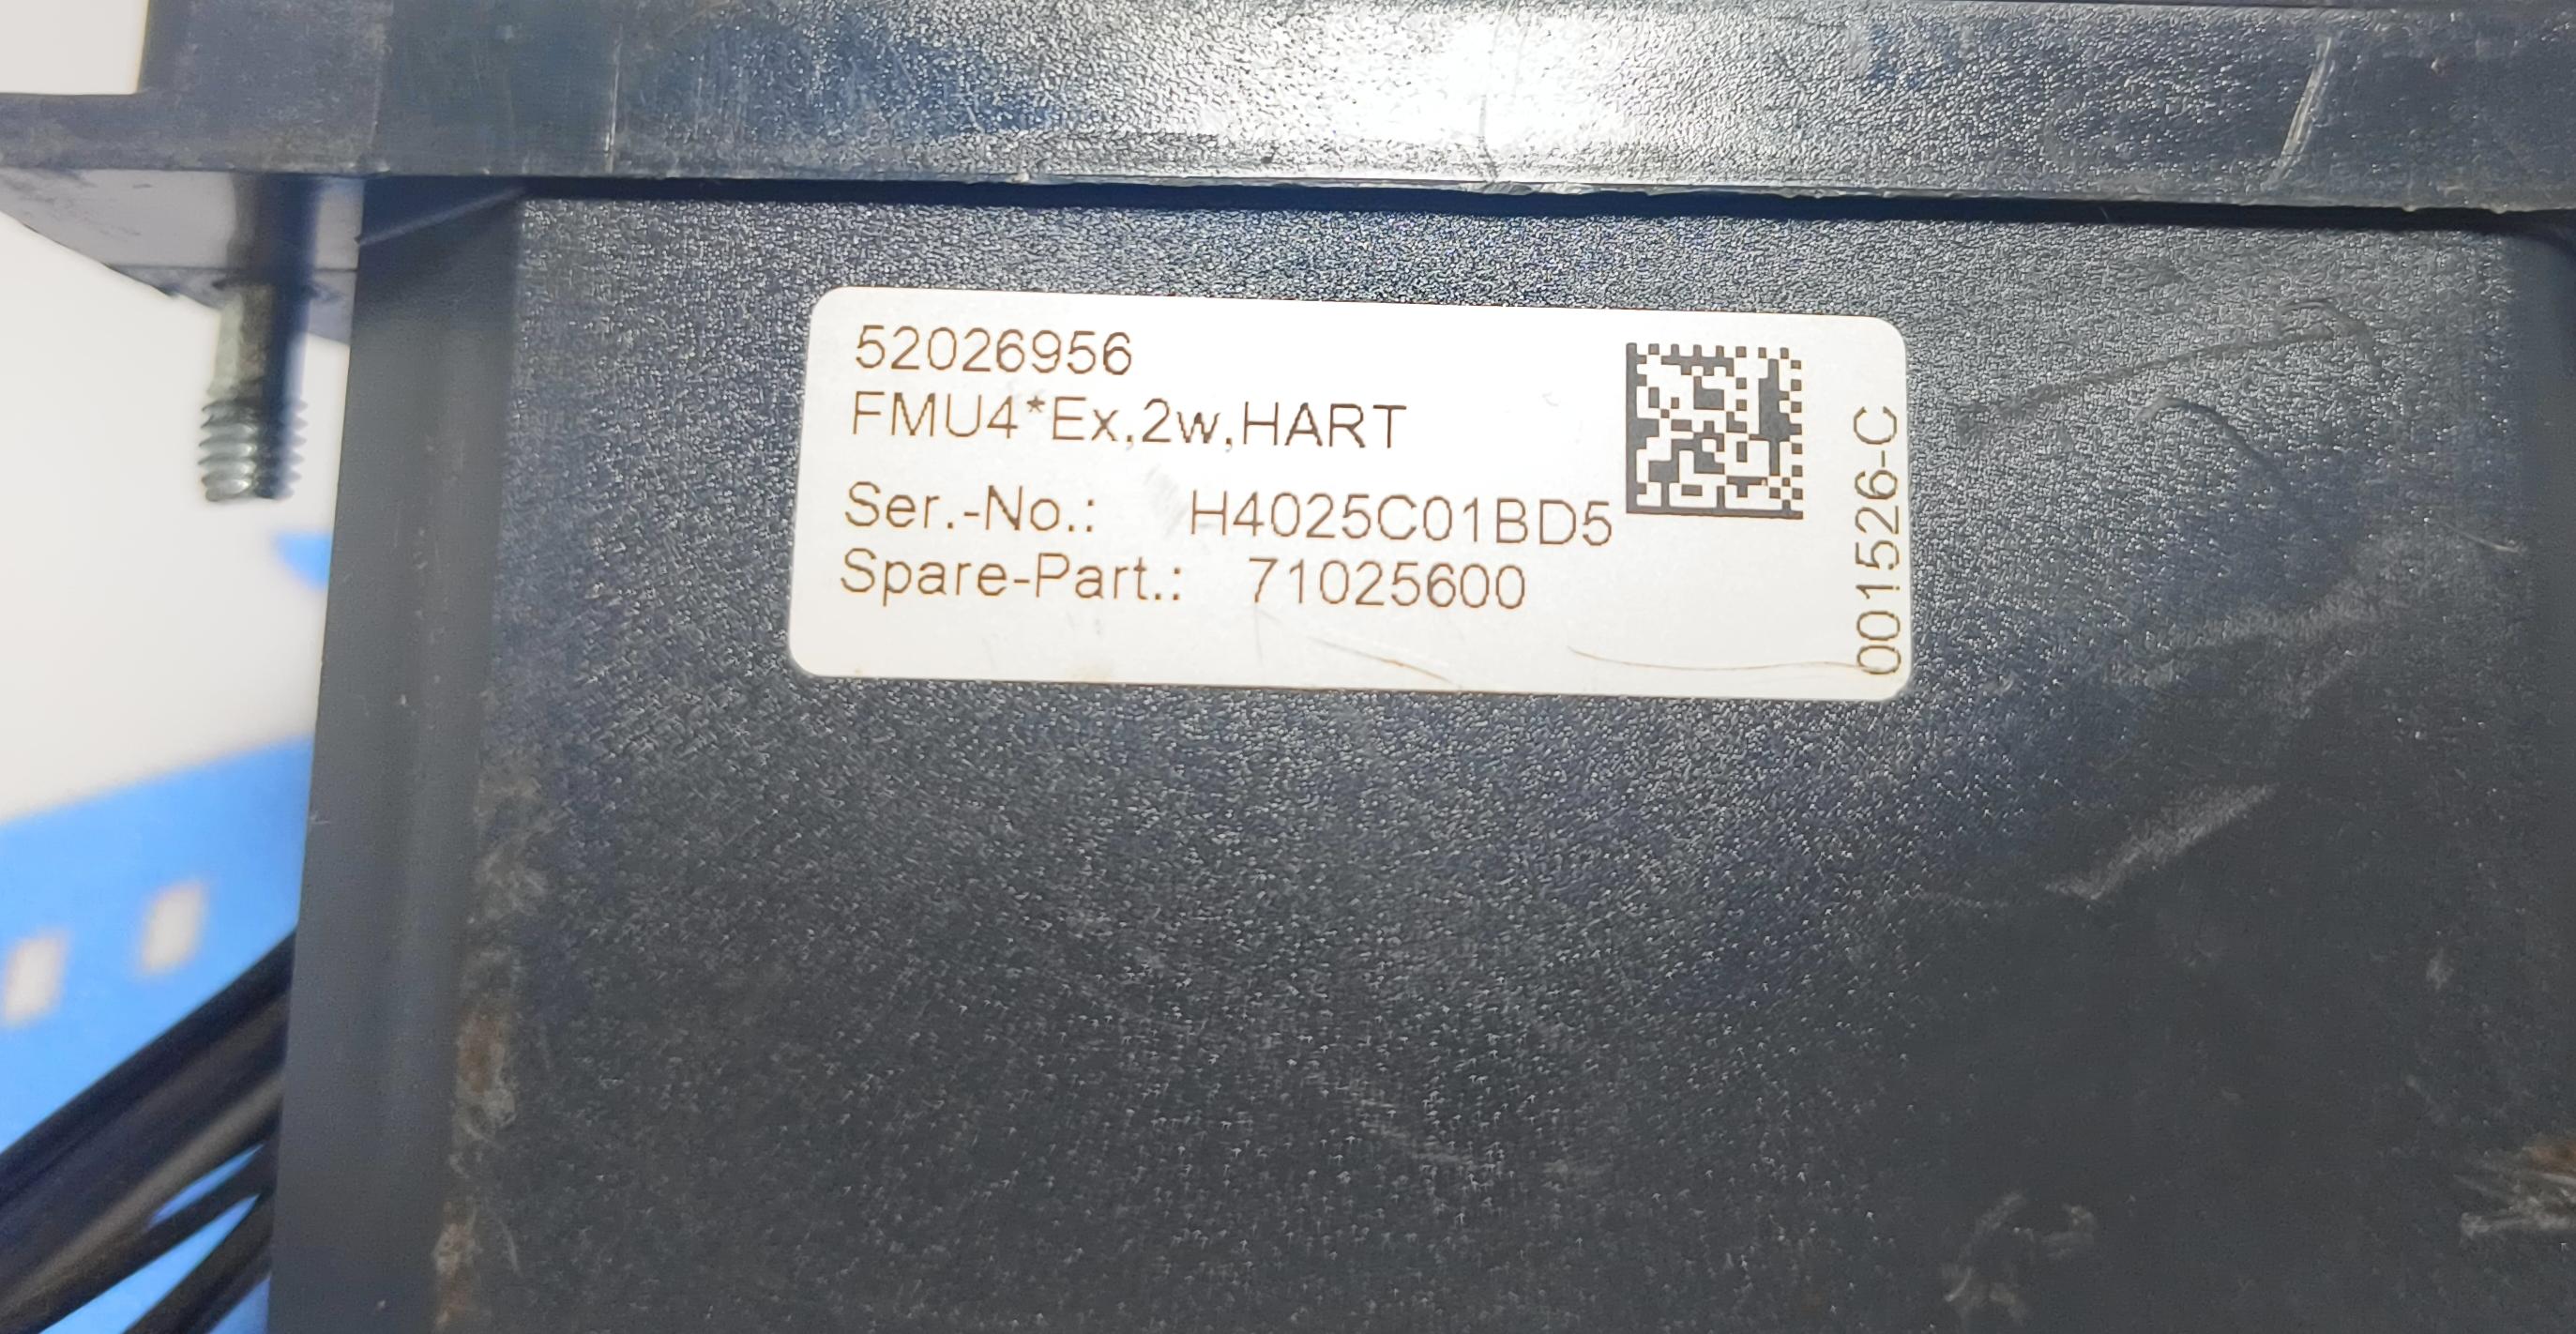 52026956
FMU4*Ex,2w,HART
Ser.-No.: H4025C01BD5
Spare-Part.: 71025600
001526-C